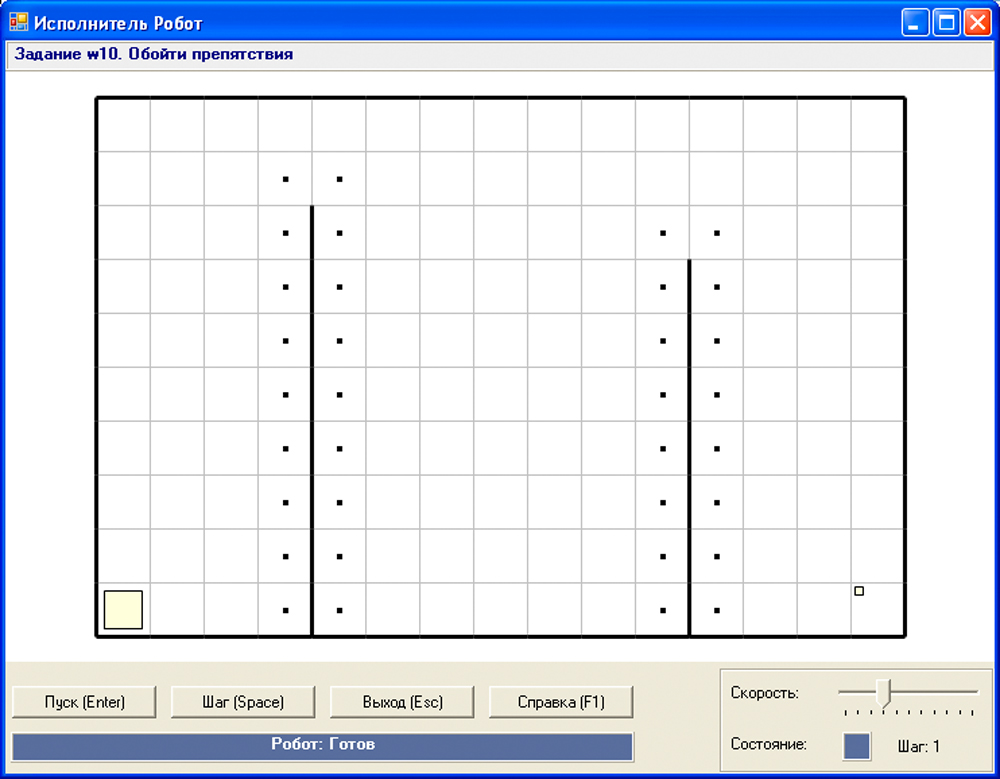 Исполнитель Робот
Задание №10. Обойти препятствия
Пуск (Enter)
Шаг (Space)
Выход (Esc)
Справка (F1)
Скорость:
Робот: Готов
Состояние:
Шаг: 1